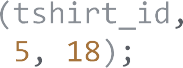 (tshirt_id,
5, 18);